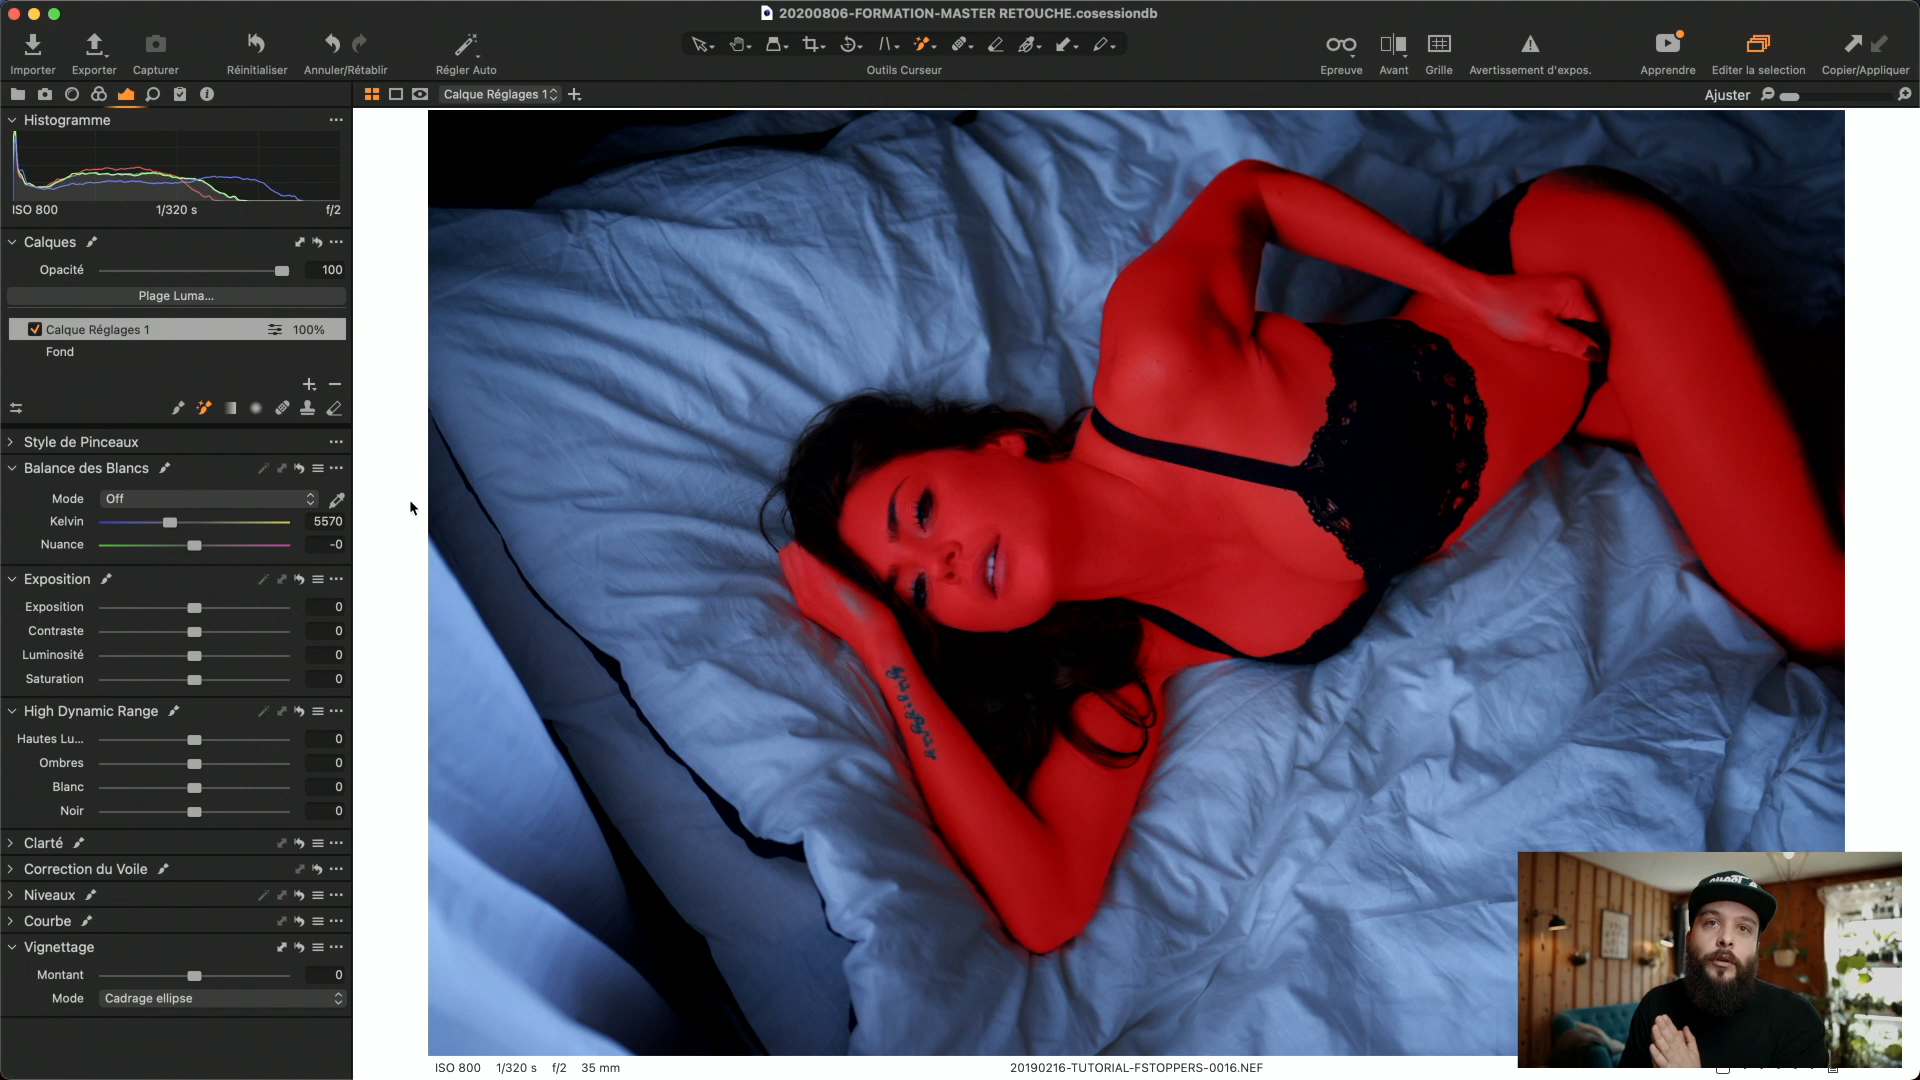 20200806-FORMATION-MASTER RETOUCHE.cosessiondb
Importer Exporter Capturer Réinitialiser Annuler/Rétablir Régler Auto Outils Curseur Epreuve Avant Grille Avertissement d'expos. Apprendre Editer la selection Copier/Appliquer
Calque Réglages 1 Ajuster
Histogramme
ISO 800 1/320 s f/2
Calques
Opacité 100
Plage Luma...
Calque Réglages 1 100%
Fond
Style de Pinceaux
Balance des Blancs
Mode Off
Kelvin 5570
Nuance -0
Exposition
Exposition 0
Contraste 0
Luminosité 0
Saturation 0
High Dynamic Range
Hautes Lu... 0
Ombres 0
Blanc 0
Noir 0
Clarté
Correction du Voile
Niveaux
Courbe
Vignettage
Montant 0
Mode Cadrage ellipse
ISO 800 1/320 s f/2 35 mm 20190216-TUTORIAL-FSTOPPERS-0016.NEF